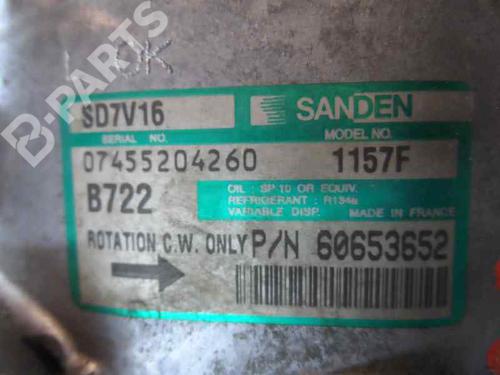 B-PARTS
OK
SD7V16
SANDEN
SERIAL NO.
MODEL NO.
07455204260
1157F
B722
OIL : SP-10 OR EQUIV.
REFRIGERANT : R134a
VARIABLE DISP.
MADE IN FRANCE
ROTATION C.W. ONLY
P/N 60653652